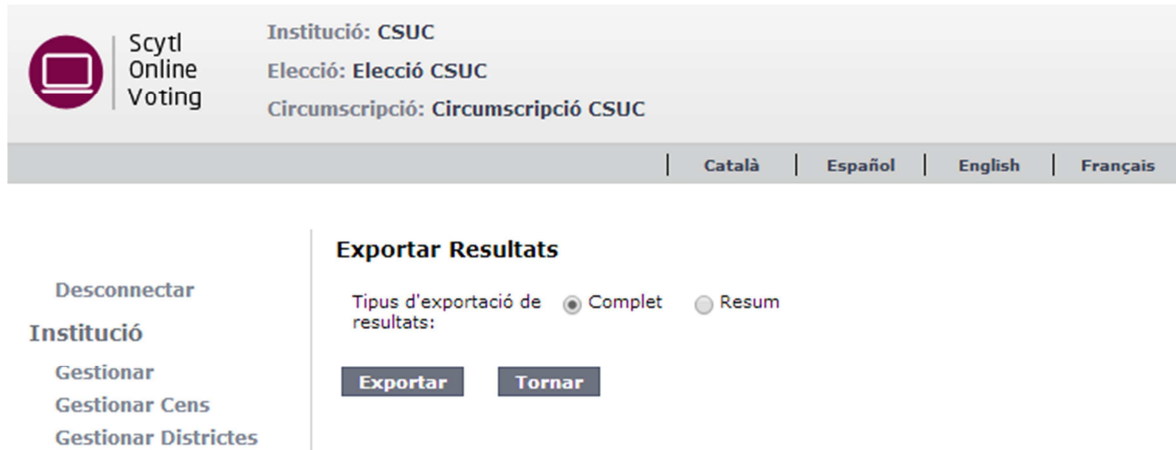 Scytl
Online
Voting
Institució: CSUC
Elecció: Elecció CSUC
Circumscripció: Circumscripció CSUC
Català | Español | English | Français
Desconnectar
Institució
Gestionar
Gestionar Cens
Gestionar Districtes
Exportar Resultats
Tipus d'exportació de resultats: Complet Resum
Exportar Tornar